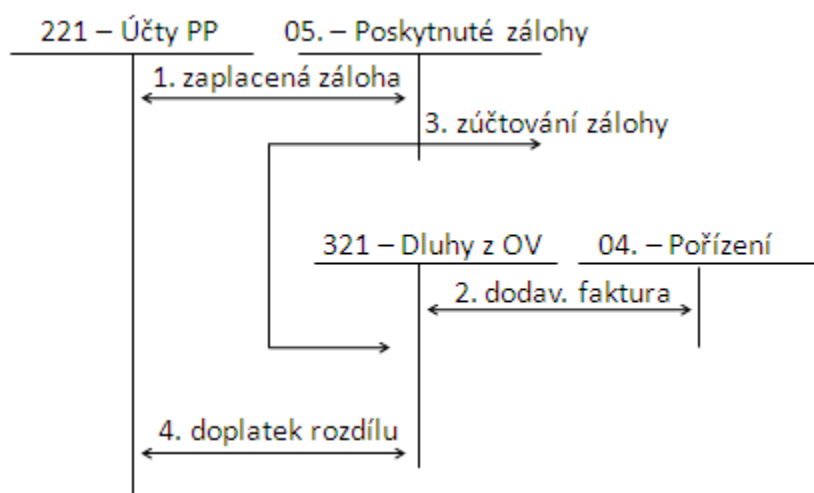 221 – Účty PP
05. – Poskytnuté zálohy
1. zaplacená záloha
3. zúčtování zálohy
321 – Dluhy z OV
04. – Pořízení
2. dodav. faktura
4. doplatek rozdílu